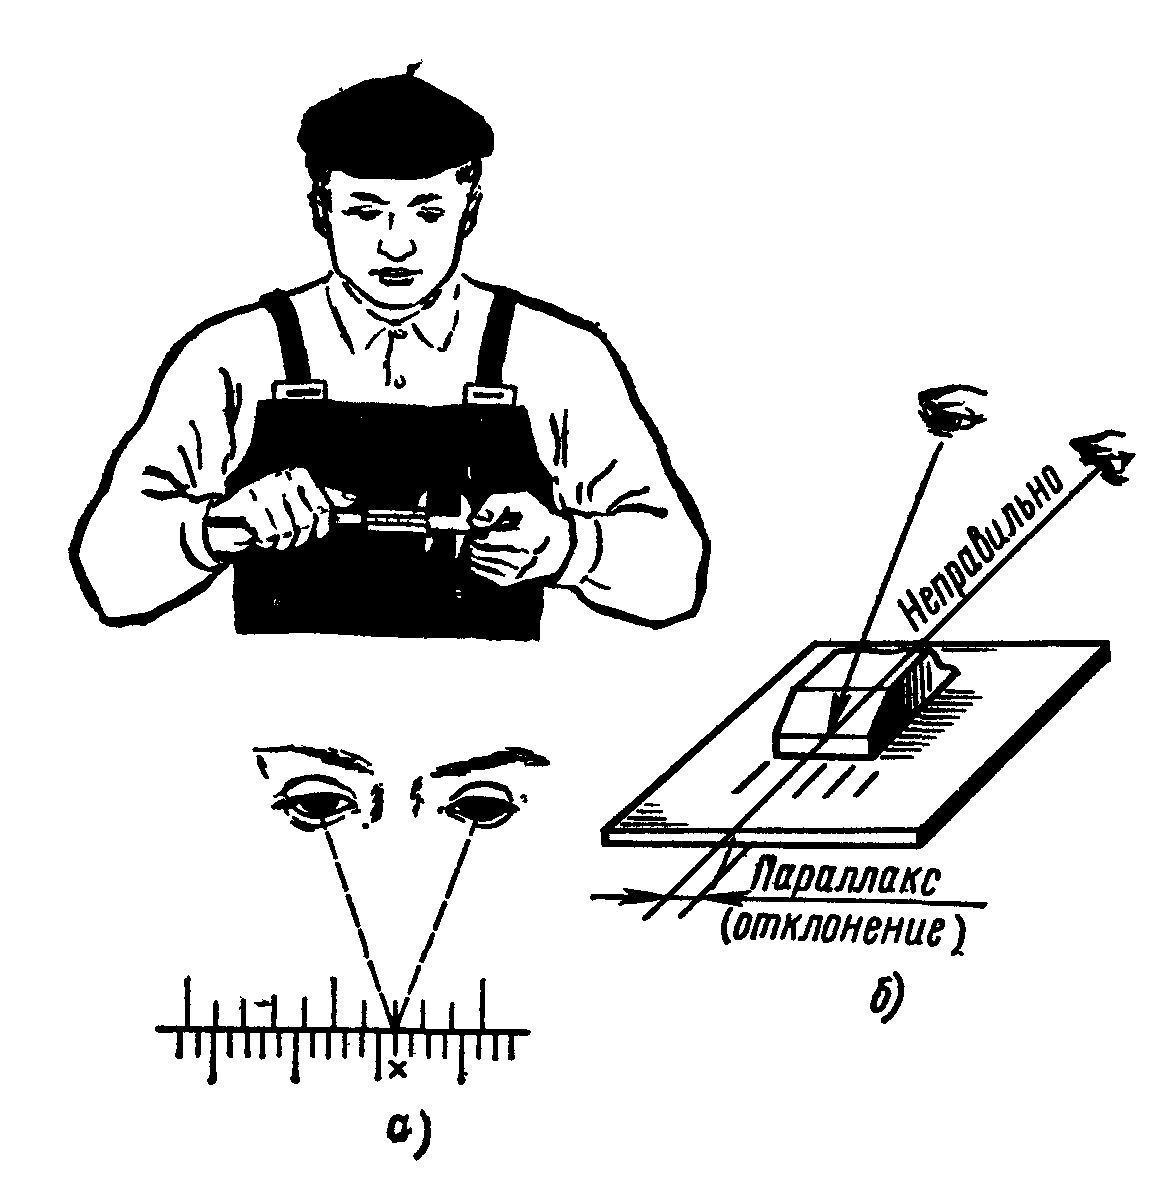 Неправильно
Параллакс
(отклонение)
б)
х
а)